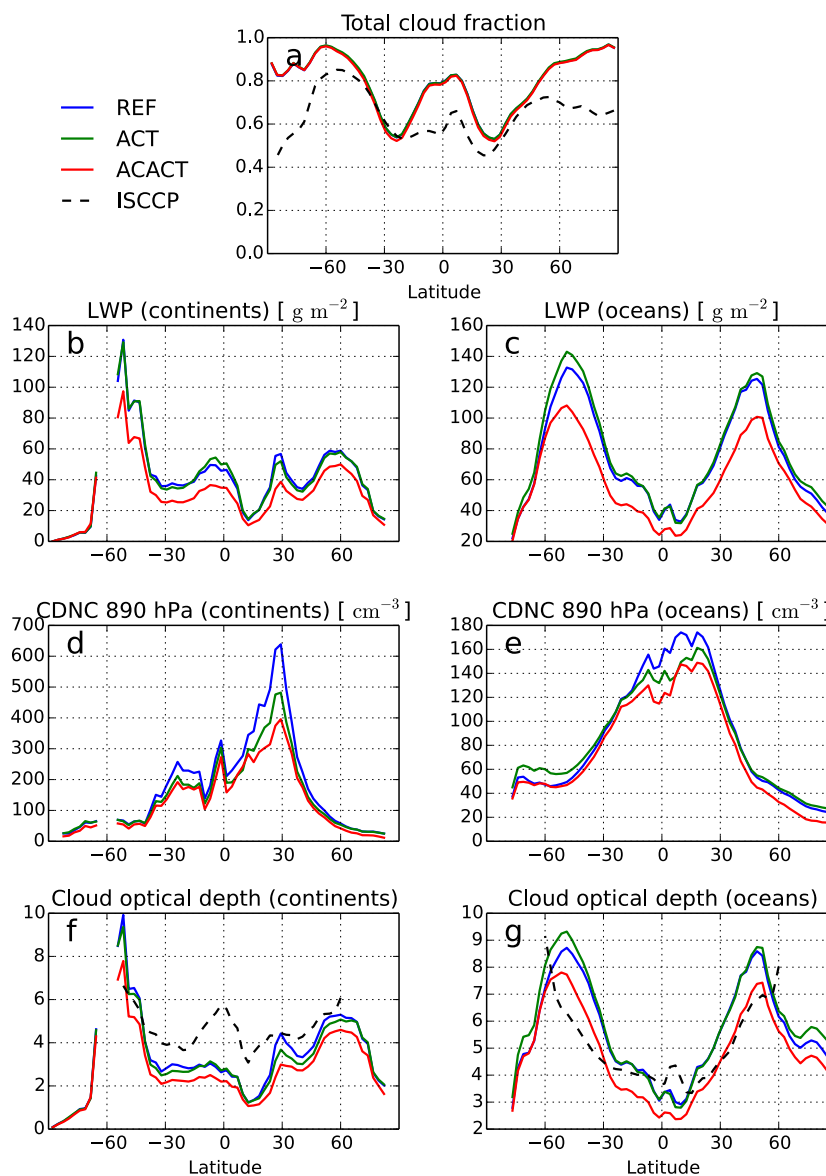 Total cloud fraction
a
1.0
0.8
0.6
0.4
0.2
0.0
−60 −30 0 30 60
Latitude
REF
ACT
ACACT
ISCCP
LWP (continents) [ g m−2 ]
b
140
120
100
80
60
40
20
0
−60 −30 0 30 60
LWP (oceans) [ g m−2 ]
c
160
140
120
100
80
60
40
20
−60 −30 0 30 60
CDNC 890 hPa (continents) [ cm−3 ]
d
700
600
500
400
300
200
100
0
−60 −30 0 30 60
CDNC 890 hPa (oceans) [ cm−3 ]
e
180
160
140
120
100
80
60
40
20
0
−60 −30 0 30 60
Cloud optical depth (continents)
f
10
8
6
4
2
0
−60 −30 0 30 60
Latitude
Cloud optical depth (oceans)
g
10
9
8
7
6
5
4
3
2
−60 −30 0 30 60
Latitude